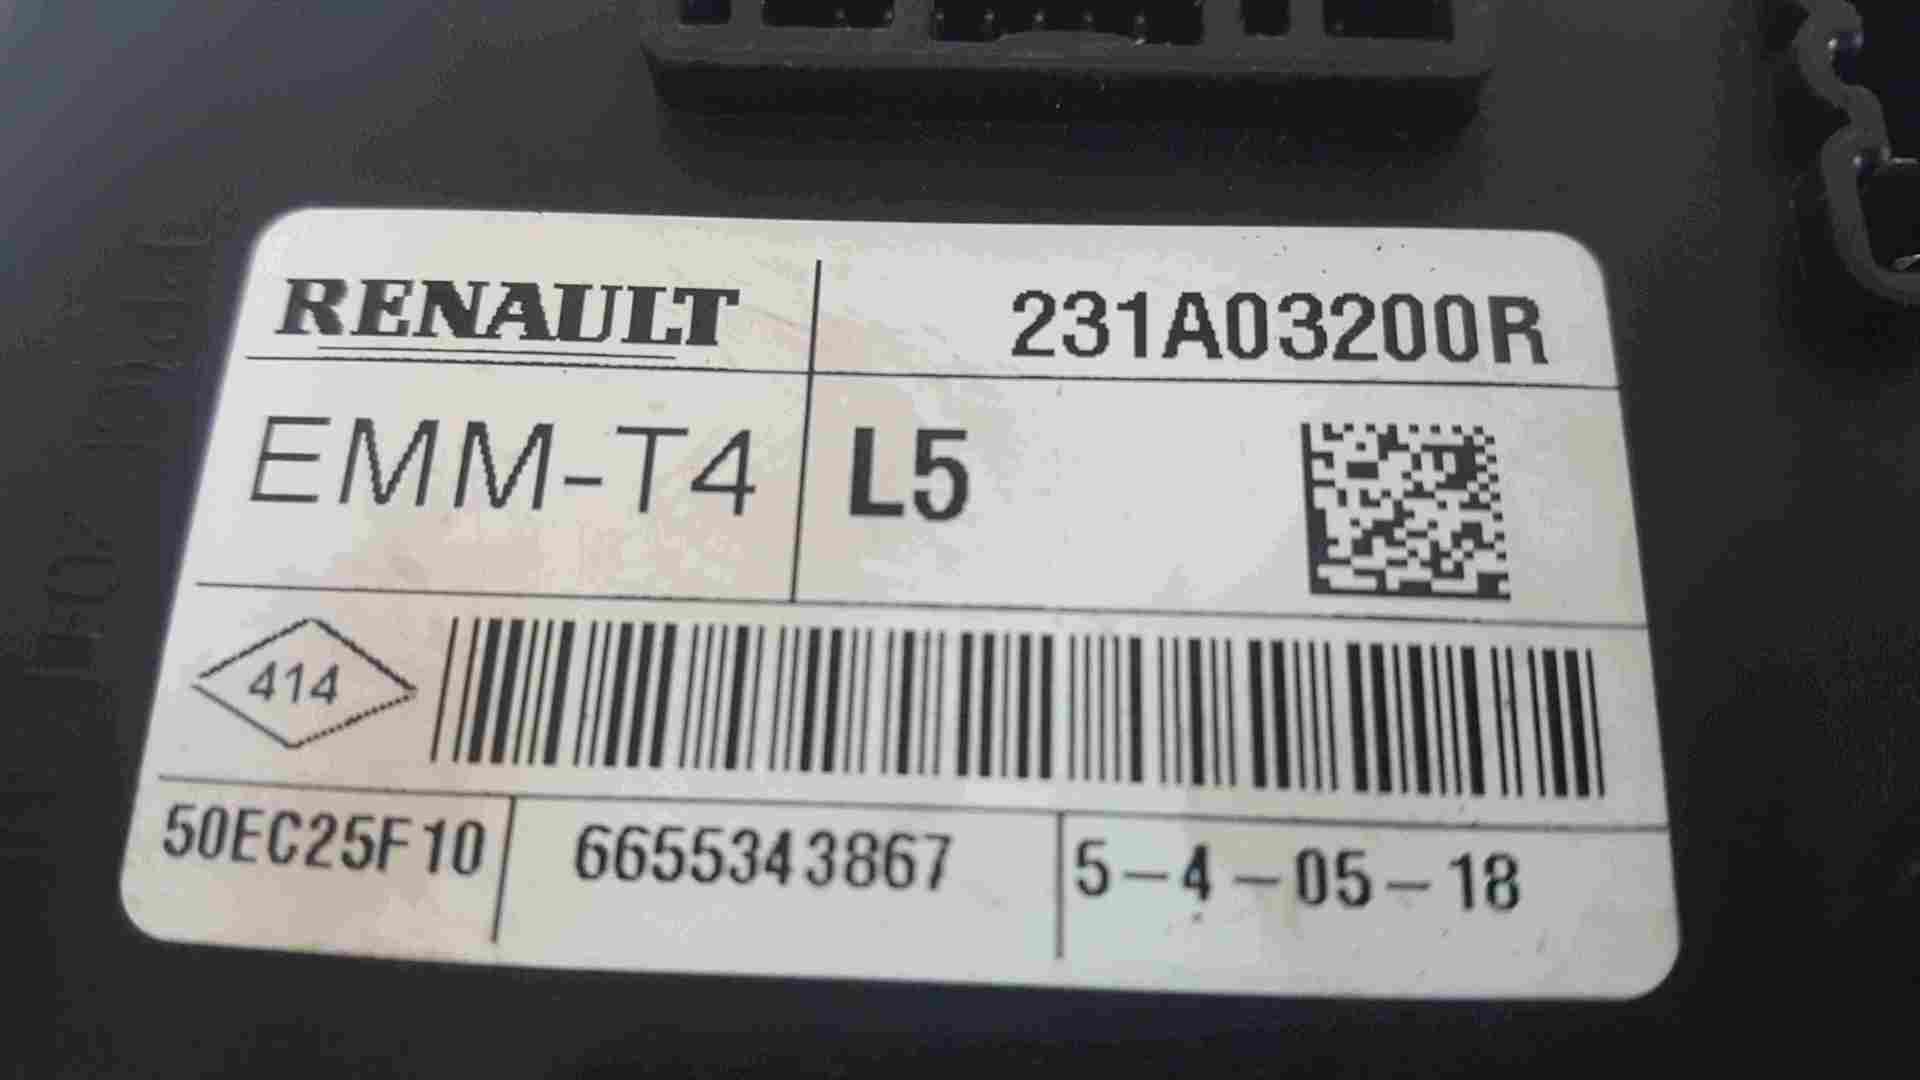 RENAULT 231A03200R
EMM-T4 L5
414
50EC25F10 6655343867 5-4-05-18